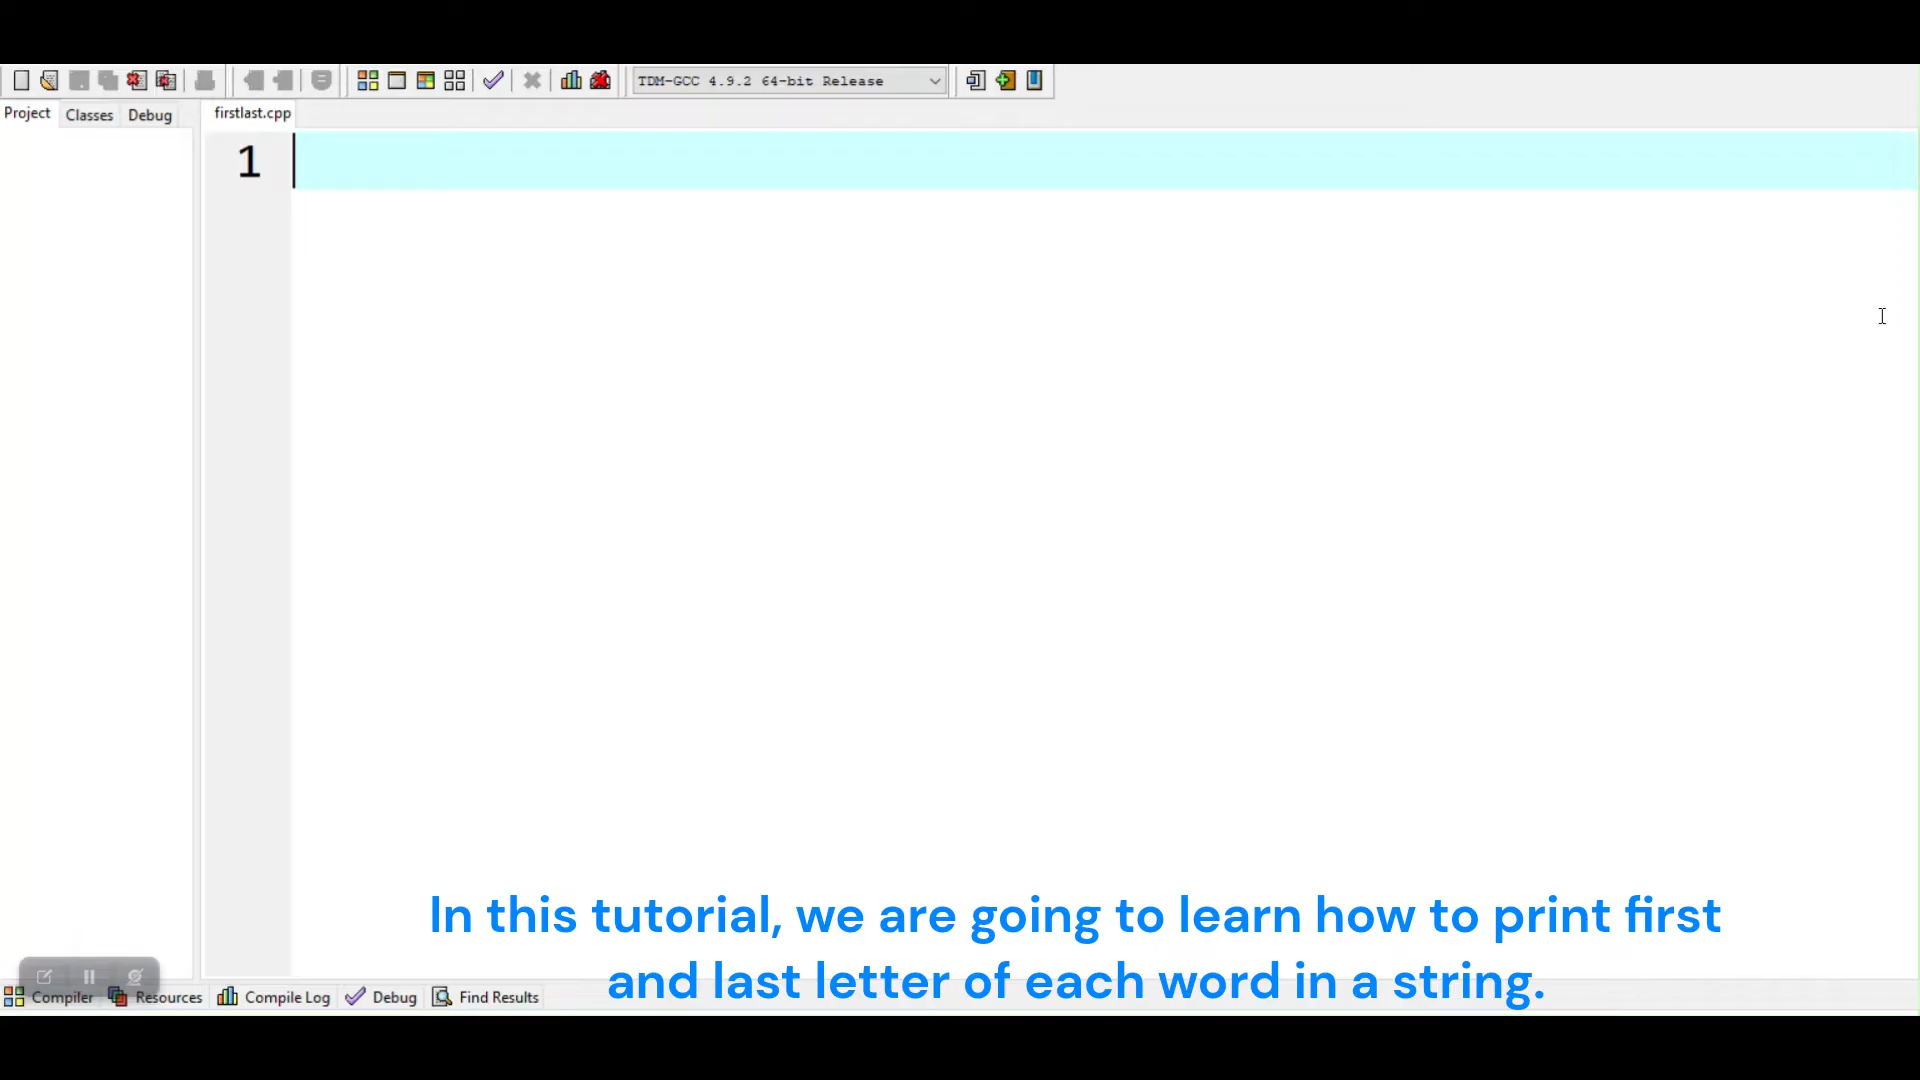 TDM-GCC 4.9.2 64-bit Release
Project Classes Debug firstlast.cpp
1
In this tutorial, we are going to learn how to print first
and last letter of each word in a string.
Compiler Resources Compile Log Debug Find Results